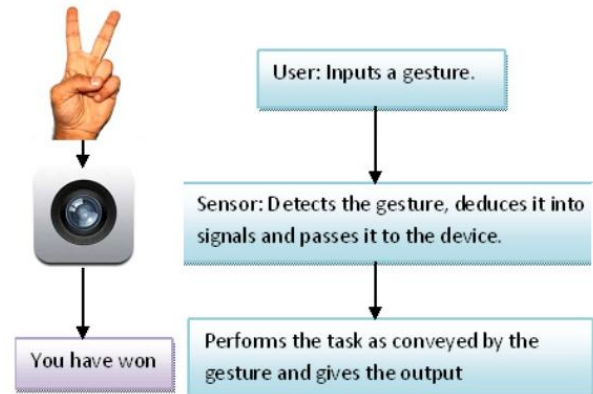 User: Inputs a gesture.
Sensor: Detects the gesture, deduces it into
signals and passes it to the device.
You have won
Performs the task as conveyed by the
gesture and gives the output